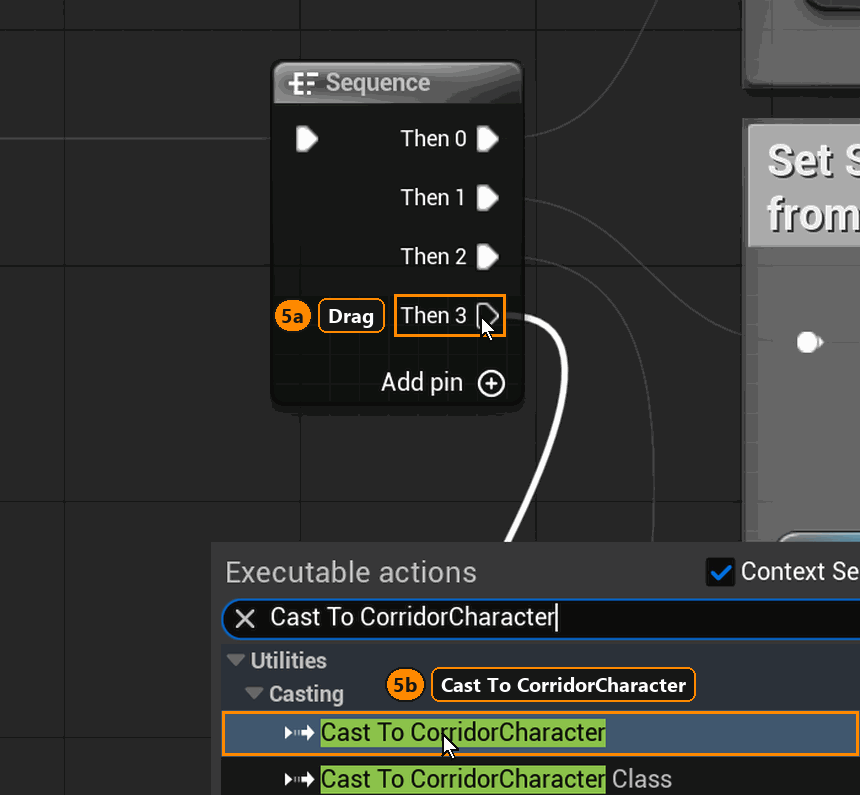 Sequence
Then 0
Then 1
Then 2
5a Drag Then 3
Add pin
Set S
from
Executable actions Context Se
Cast To CorridorCharacter
Utilities
Casting
5b Cast To CorridorCharacter
Cast To CorridorCharacter
Cast To CorridorCharacter Class